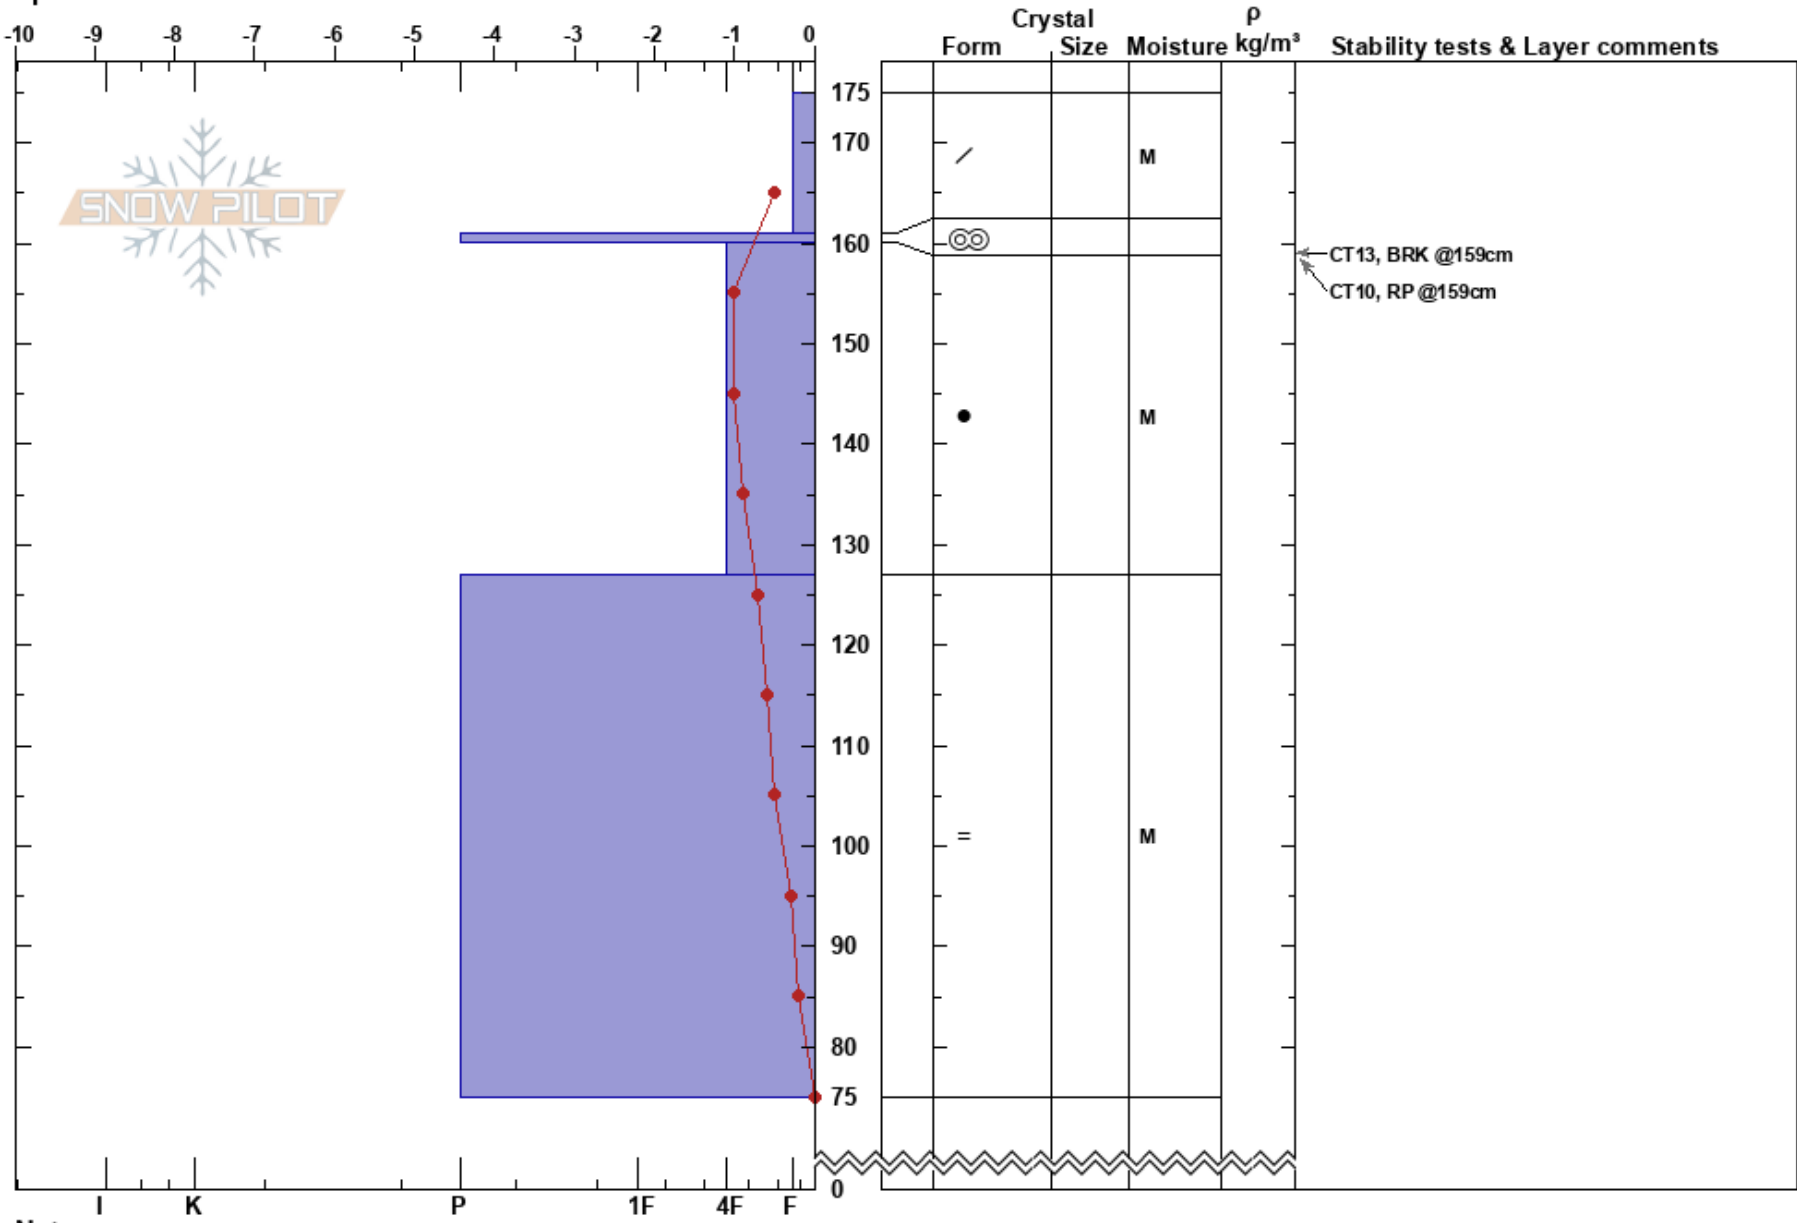 Crystal ρ
-10 -9 -8 -7 -6 -5 -4 -3 -2 -1 0 Form Size Moisture kg/m³ Stability tests & Layer comments
175
170
M
SNOW PILOT
160
CT13, BRK @159cm
CT10, RP @159cm
150
M
140
130
120
110
100
= M
90
80
75
0
I K P 1F 4F F